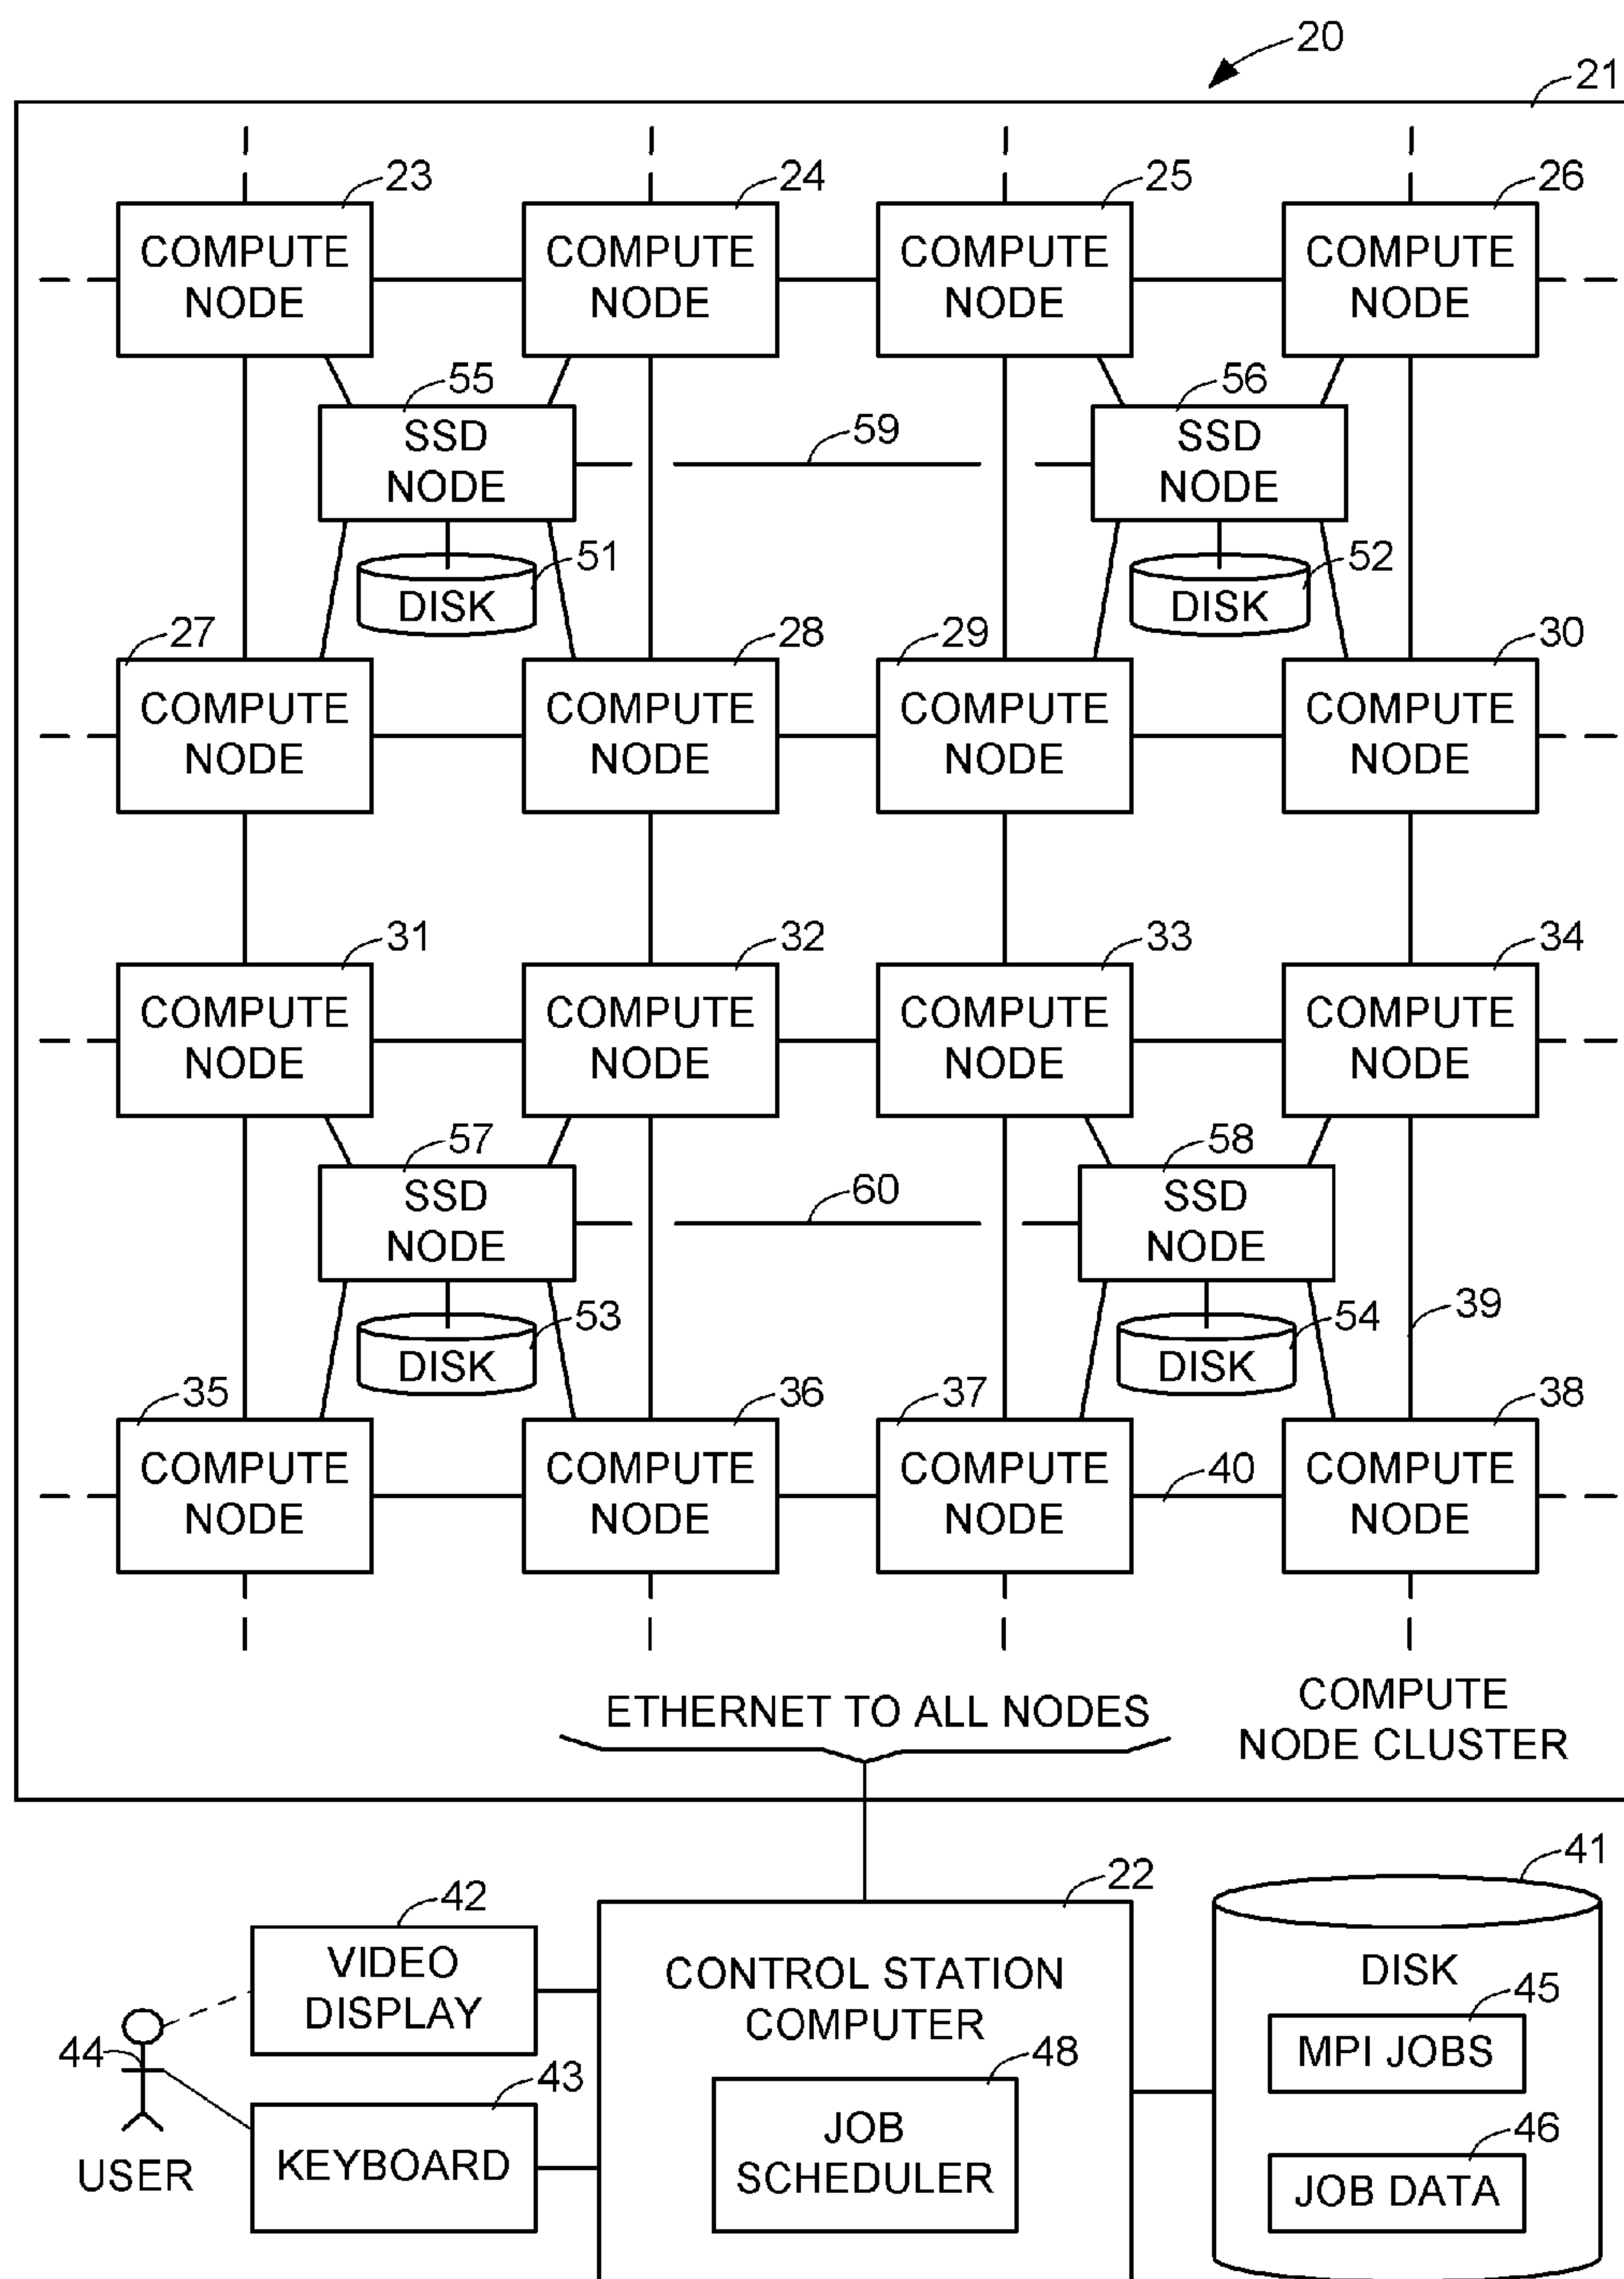 20
21
23
24
25
26
COMPUTE NODE
COMPUTE NODE
COMPUTE NODE
COMPUTE NODE
55
56
SSD NODE
59
SSD NODE
51
52
DISK
DISK
27
28
29
30
COMPUTE NODE
COMPUTE NODE
COMPUTE NODE
COMPUTE NODE
31
32
33
34
COMPUTE NODE
COMPUTE NODE
COMPUTE NODE
COMPUTE NODE
57
58
SSD NODE
60
SSD NODE
53
54
39
DISK
DISK
35
36
37
38
COMPUTE NODE
COMPUTE NODE
COMPUTE NODE
40
COMPUTE NODE
ETHERNET TO ALL NODES
COMPUTE
NODE CLUSTER
22
41
42
VIDEO
DISPLAY
CONTROL STATION
COMPUTER
DISK
45
MPI JOBS
44
43
48
USER
KEYBOARD
JOB
SCHEDULER
46
JOB DATA